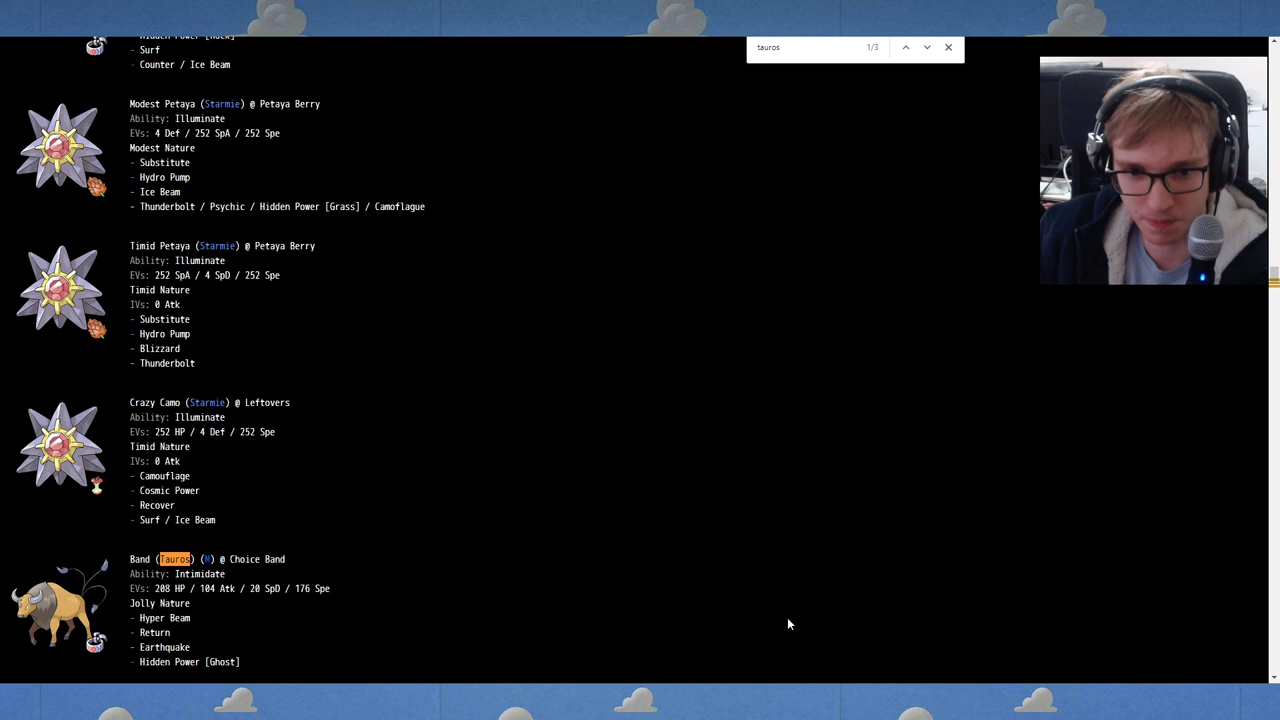 - Surf
- Counter / Ice Beam
tauros
1/3
Modest Petaya (Starmie) @ Petaya Berry
Ability: Illuminate
EVs: 4 Def / 252 SpA / 252 Spe
Modest Nature
- Substitute
- Hydro Pump
- Ice Beam
- Thunderbolt / Psychic / Hidden Power [Grass] / Camoflague
Timid Petaya (Starmie) @ Petaya Berry
Ability: Illuminate
EVs: 252 SpA / 4 SpD / 252 Spe
Timid Nature
IVs: 0 Atk
- Substitute
- Hydro Pump
- Blizzard
- Thunderbolt
Crazy Camo (Starmie) @ Leftovers
Ability: Illuminate
EVs: 252 HP / 4 Def / 252 Spe
Timid Nature
IVs: 0 Atk
- Camouflage
- Cosmic Power
- Recover
- Surf / Ice Beam
Band (Tauros) (M) @ Choice Band
Ability: Intimidate
EVs: 208 HP / 104 Atk / 20 SpD / 176 Spe
Jolly Nature
- Hyper Beam
- Return
- Earthquake
- Hidden Power [Ghost]